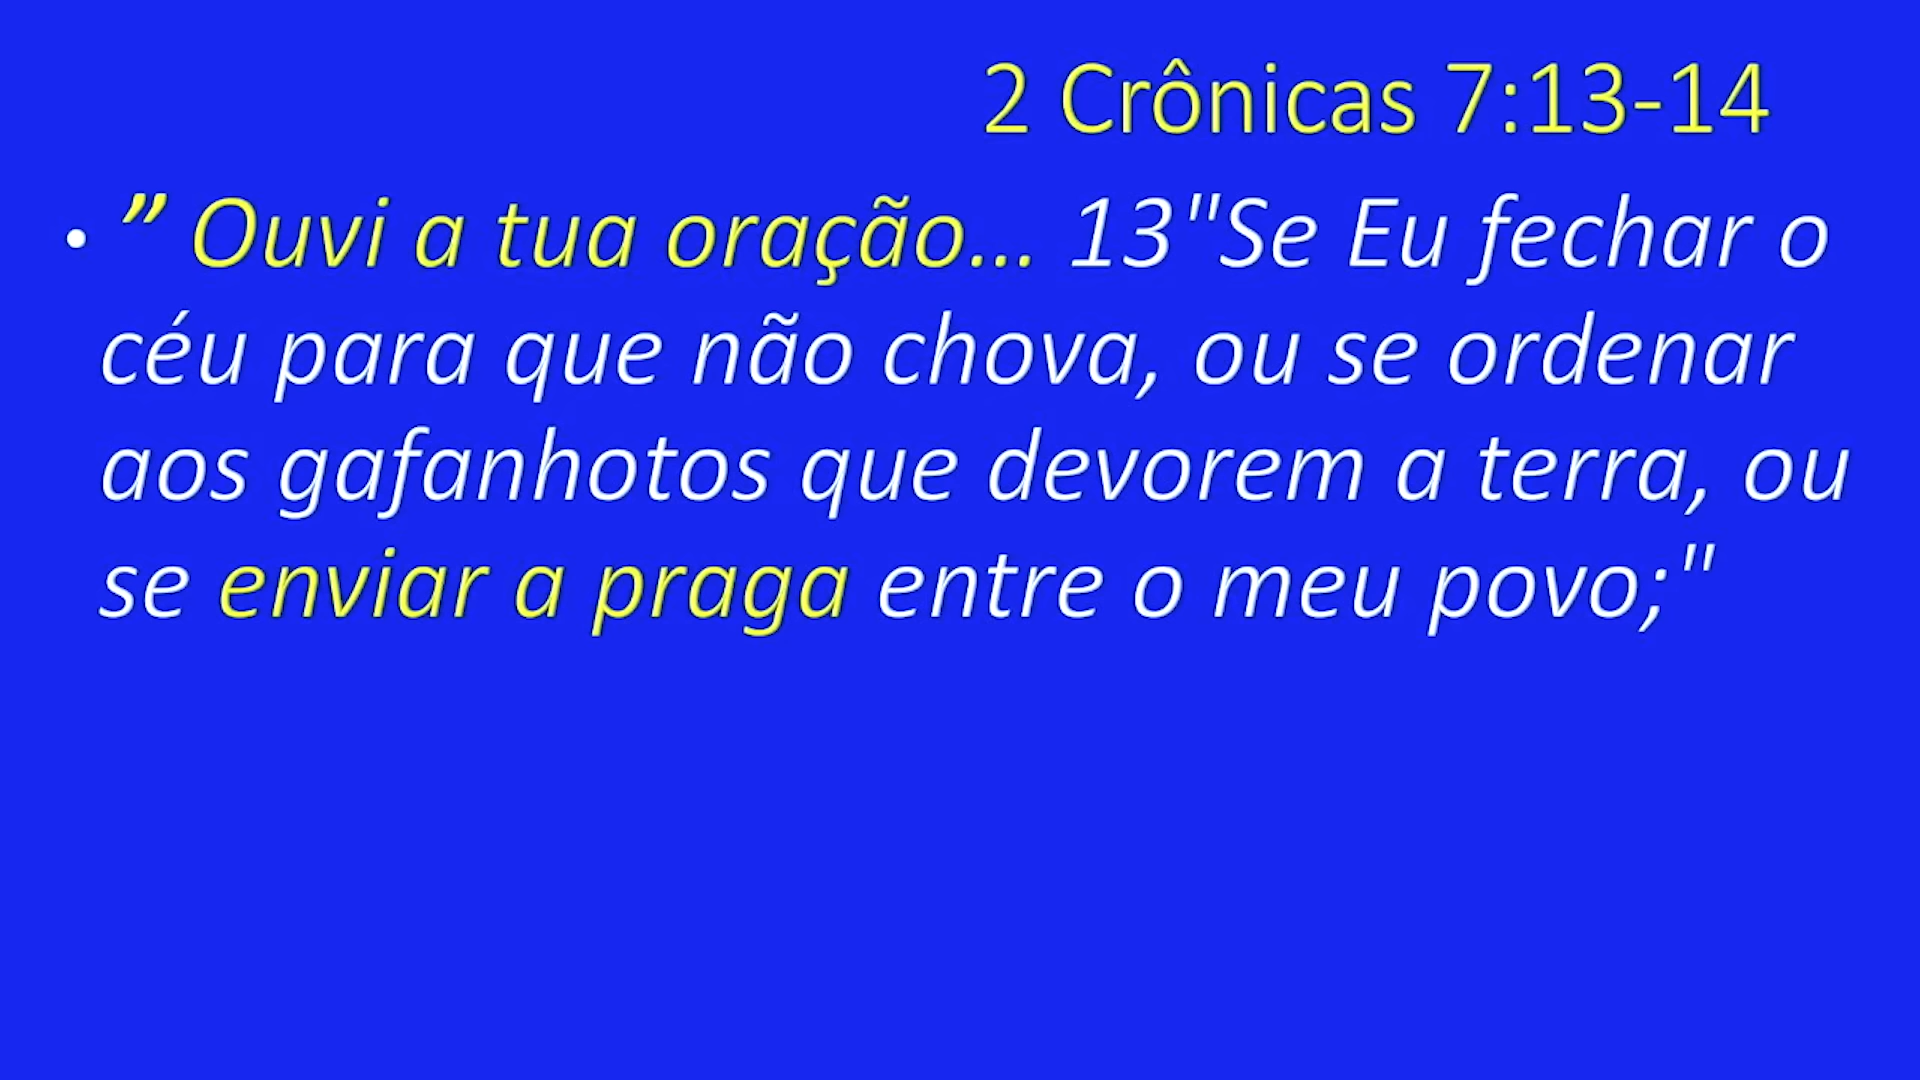 2 Crônicas 7:13-14
• ” Ouvi a tua oração... 13"Se Eu fechar o
céu para que não chova, ou se ordenar
aos gafanhotos que devorem a terra, ou
se enviar a praga entre o meu povo;"